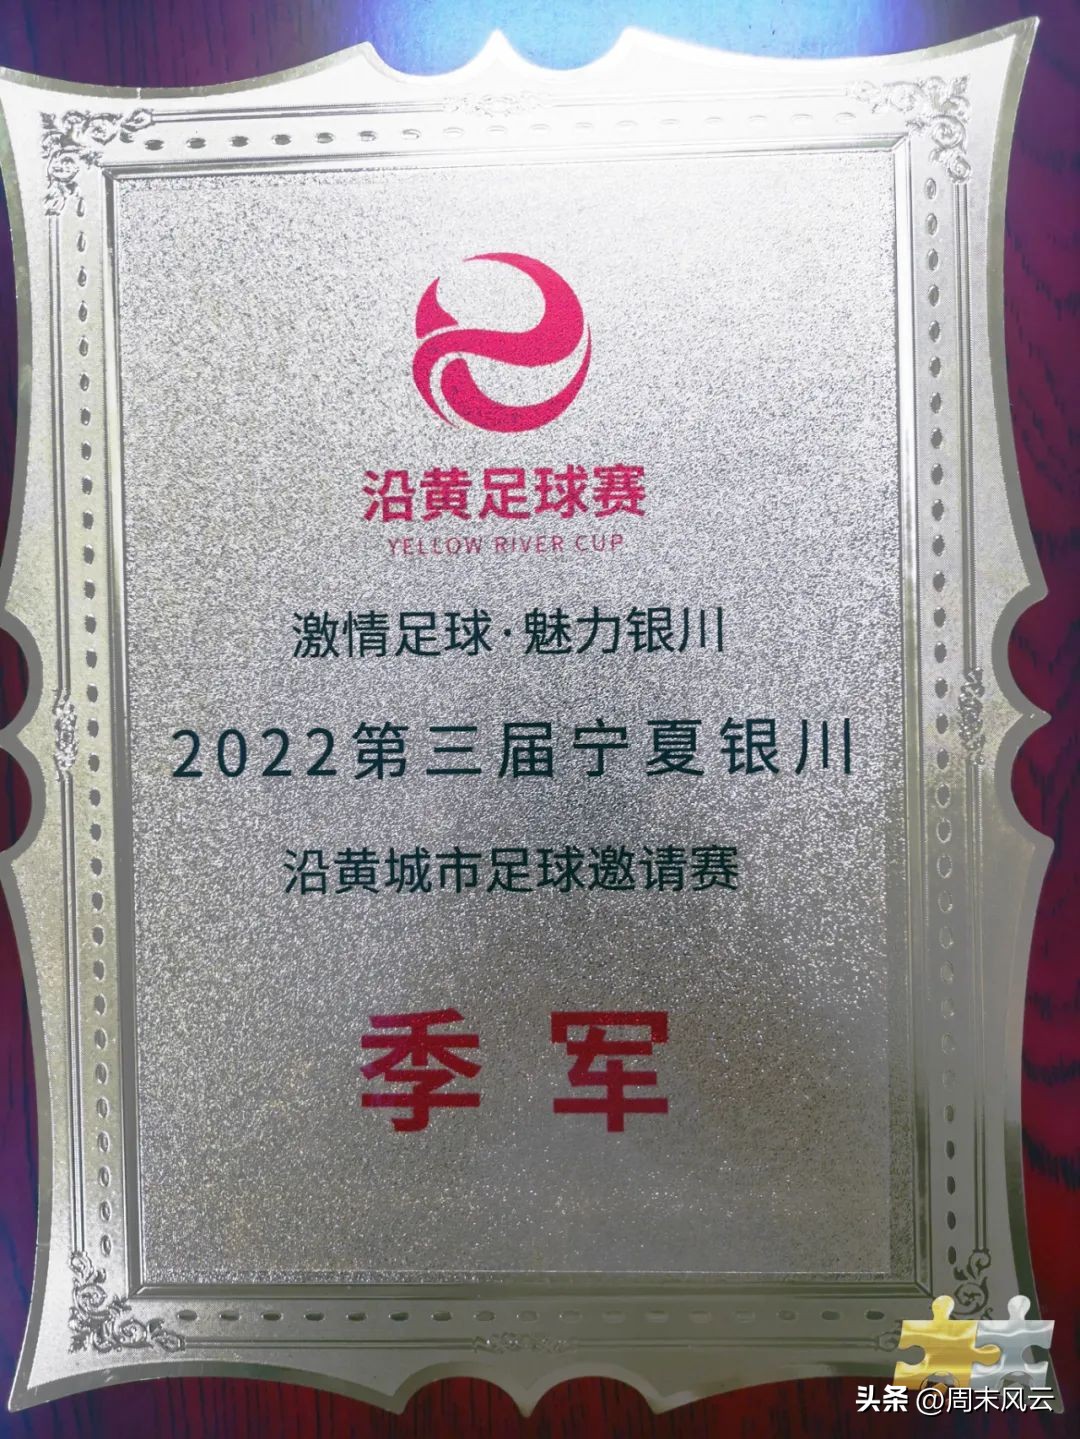 沿黄足球赛
YELLOW RIVER CUP
激情足球·魅力银川
2022第三届宁夏银川
沿黄城市足球邀请赛
季军
头条 @周末风云